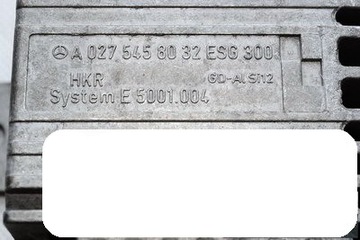 A 027 545 80 32 ESG 300
HKR GD-AlSi12
System E 5001.004